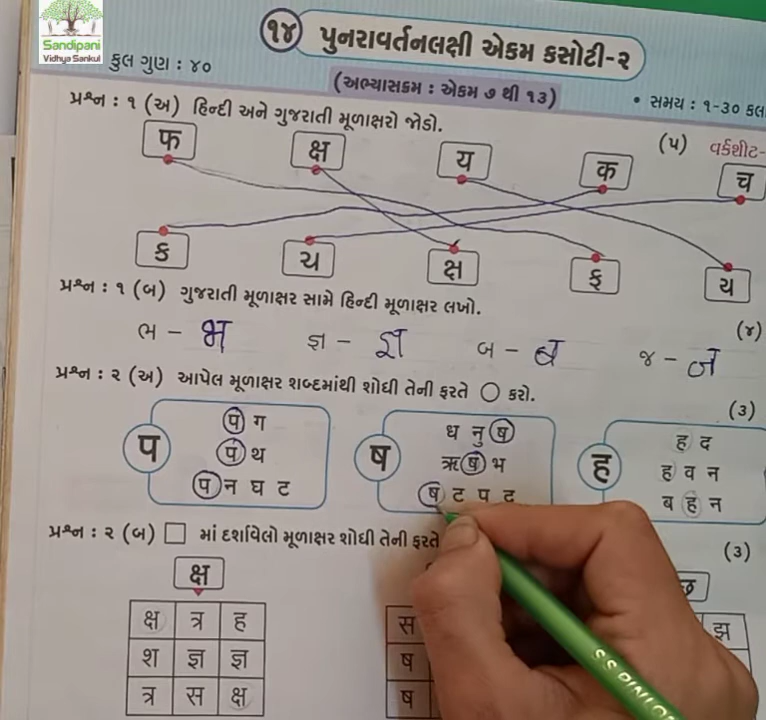 Sandipani
Vidhya Sankul
૧૪ પુનરાવર્તનલક્ષી એકમ કસોટી-૨
કુલ ગુણ : ૪૦
(અભ્યાસક્રમ : એકમ ૭ થી ૧૩)
• સમય : ૧-૩૦ કલા
પ્રશ્ન : ૧ (અ) હિન્દી અને ગુજરાતી મૂળાક્ષરો જોડો. (૫) વર્કશીટ-
फ क्ष य क च
ક ચ ક્ષ ફ ય
પ્રશ્ન : ૧ (બ) ગુજરાતી મૂળાક્ષર સામે હિન્દી મૂળાક્ષર લખો. (૪)
ભ - भ જ્ઞ - ज्ञ બ - ब જ - ज
પ્રશ્ન : ૨ (અ) આપેલ મૂળાક્ષર શબ્દમાંથી શોધી તેની ફરતે ○ કરો. (૩)
प ष ह
प ग ध नु ष ह द
प थ ऋ ष भ ह व न
प न घ ट ष ट प द ब ह न
પ્રશ્ન : ૨ (બ) □ માં દર્શાવેલો મૂળાક્ષર શોધી તેની ફરતે (૩)
क्ष
क्ष त्र ह स झ
श ज्ञ ज्ञ ष
त्र स क्ष ष